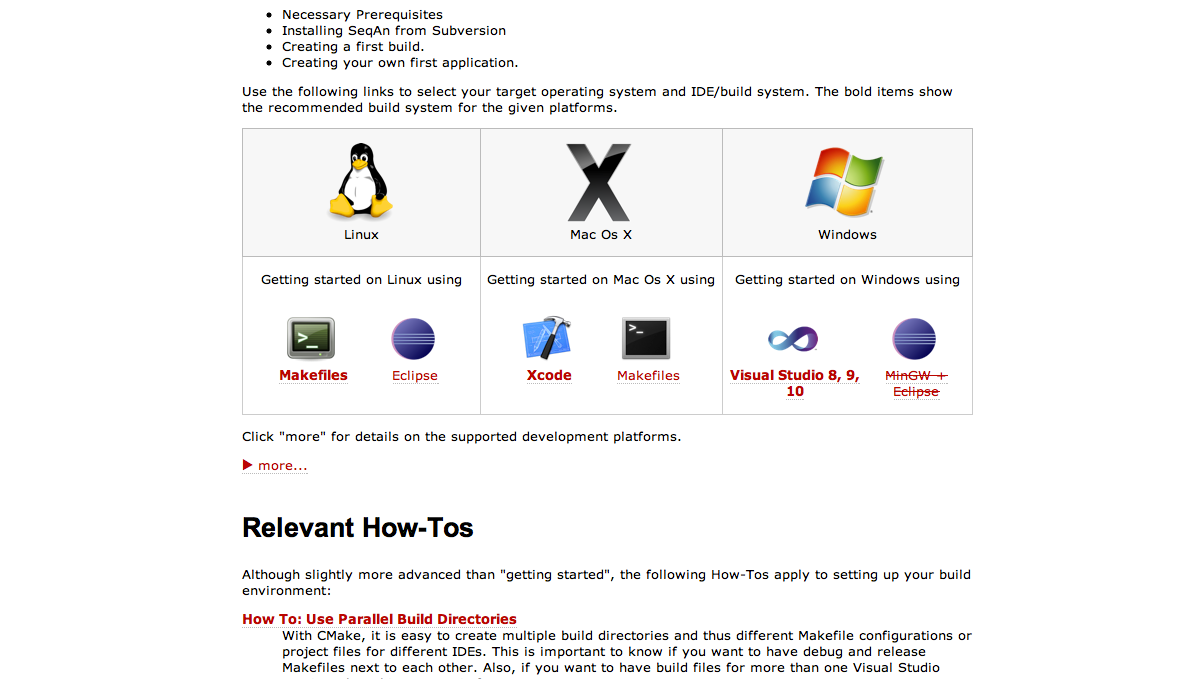 Necessary Prerequisites
Installing SeqAn from Subversion
Creating a first build.
Creating your own first application.
Use the following links to select your target operating system and IDE/build system. The bold items show
the recommended build system for the given platforms.
Linux
Mac Os X
Windows
Getting started on Linux using
Getting started on Mac Os X using
Getting started on Windows using
Makefiles
Eclipse
Xcode
Makefiles
Visual Studio 8, 9,
10
MinGW +
Eclipse
Click "more" for details on the supported development platforms.
more...
Relevant How-Tos
Although slightly more advanced than "getting started", the following How-Tos apply to setting up your build
environment:
How To: Use Parallel Build Directories
With CMake, it is easy to create multiple build directories and thus different Makefile configurations or
project files for different IDEs. This is important to know if you want to have debug and release
Makefiles next to each other. Also, if you want to have build files for more than one Visual Studio